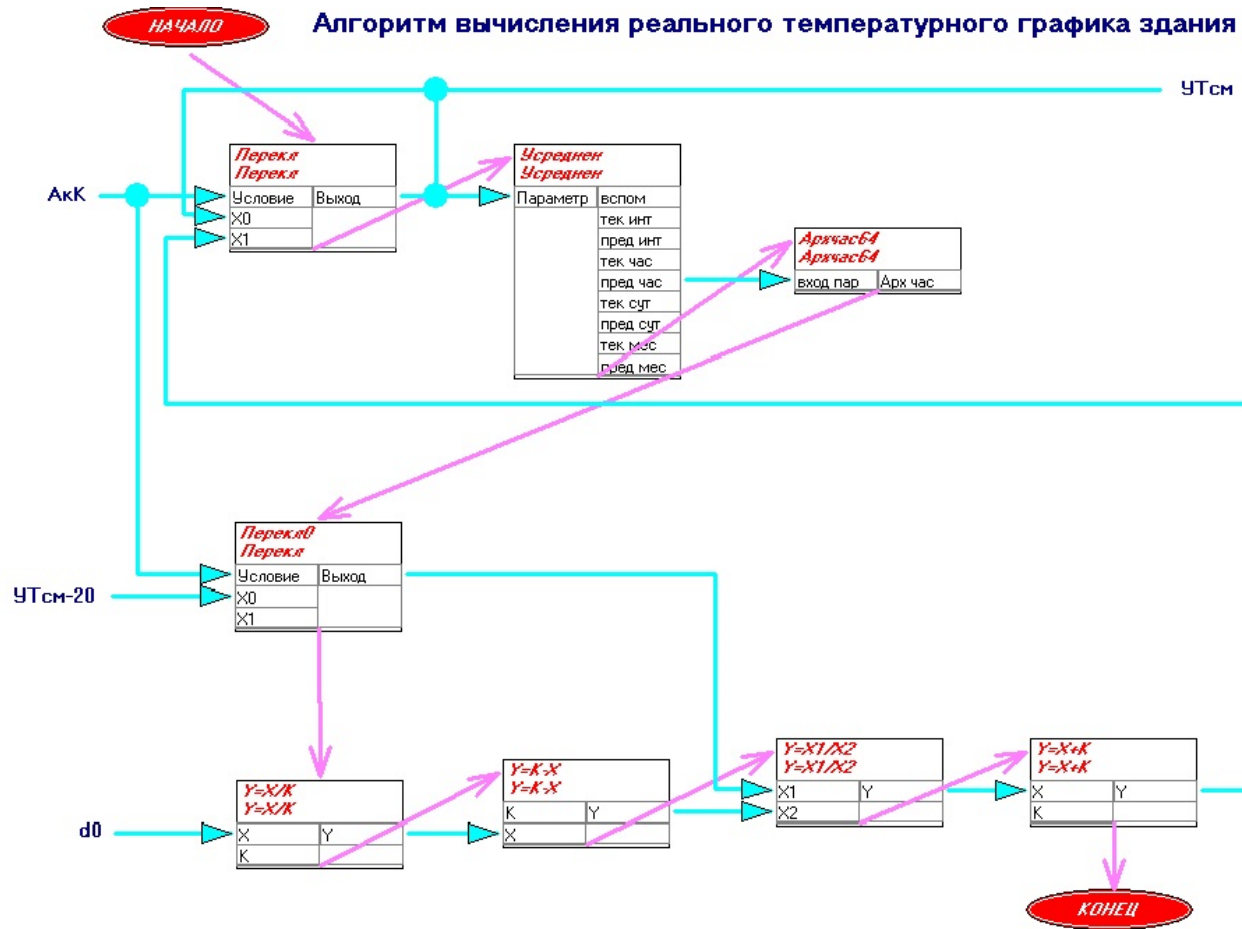 НАЧАЛО
Алгоритм вычисления реального температурного графика здания
УТсм
Перекл
Перекл
АкК
Условие
Выход
X0
X1
Усреднен
Усреднен
Параметр
вспом
тек инт
пред инт
тек час
пред час
тек сут
пред сут
тек мес
пред мес
Архчас64
Архчас64
вход пар
Арх час
Перекл0
Перекл
Условие
Выход
УТсм-20
X0
X1
Y=X/K
Y=X/K
d0
X
Y
K
Y=K-X
Y=K-X
K
Y
X
Y=X1/X2
Y=X1/X2
X1
Y
X2
Y=X+K
Y=X+K
X
Y
K
КОНЕЦ